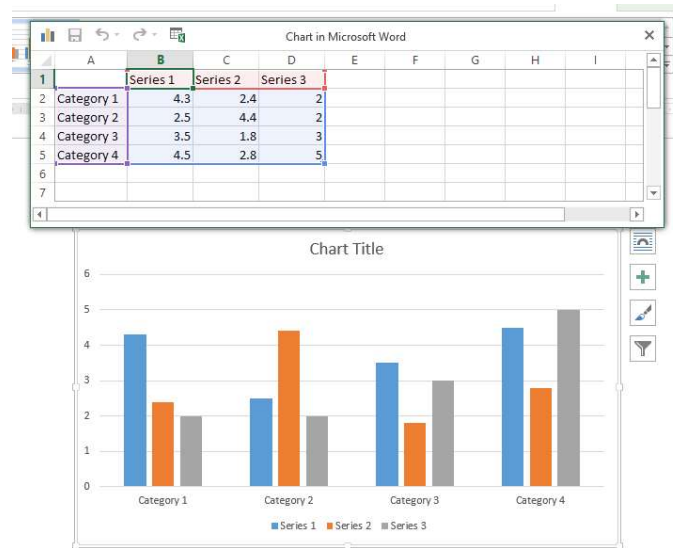 Chart in Microsoft Word
A B C D E F G H I
1 Series 1 Series 2 Series 3
2 Category 1 4.3 2.4 2
3 Category 2 2.5 4.4 2
4 Category 3 3.5 1.8 3
5 Category 4 4.5 2.8 5
6
7
Chart Title
6
5
4
3
2
1
0
Category 1 Category 2 Category 3 Category 4
Series 1 Series 2 Series 3